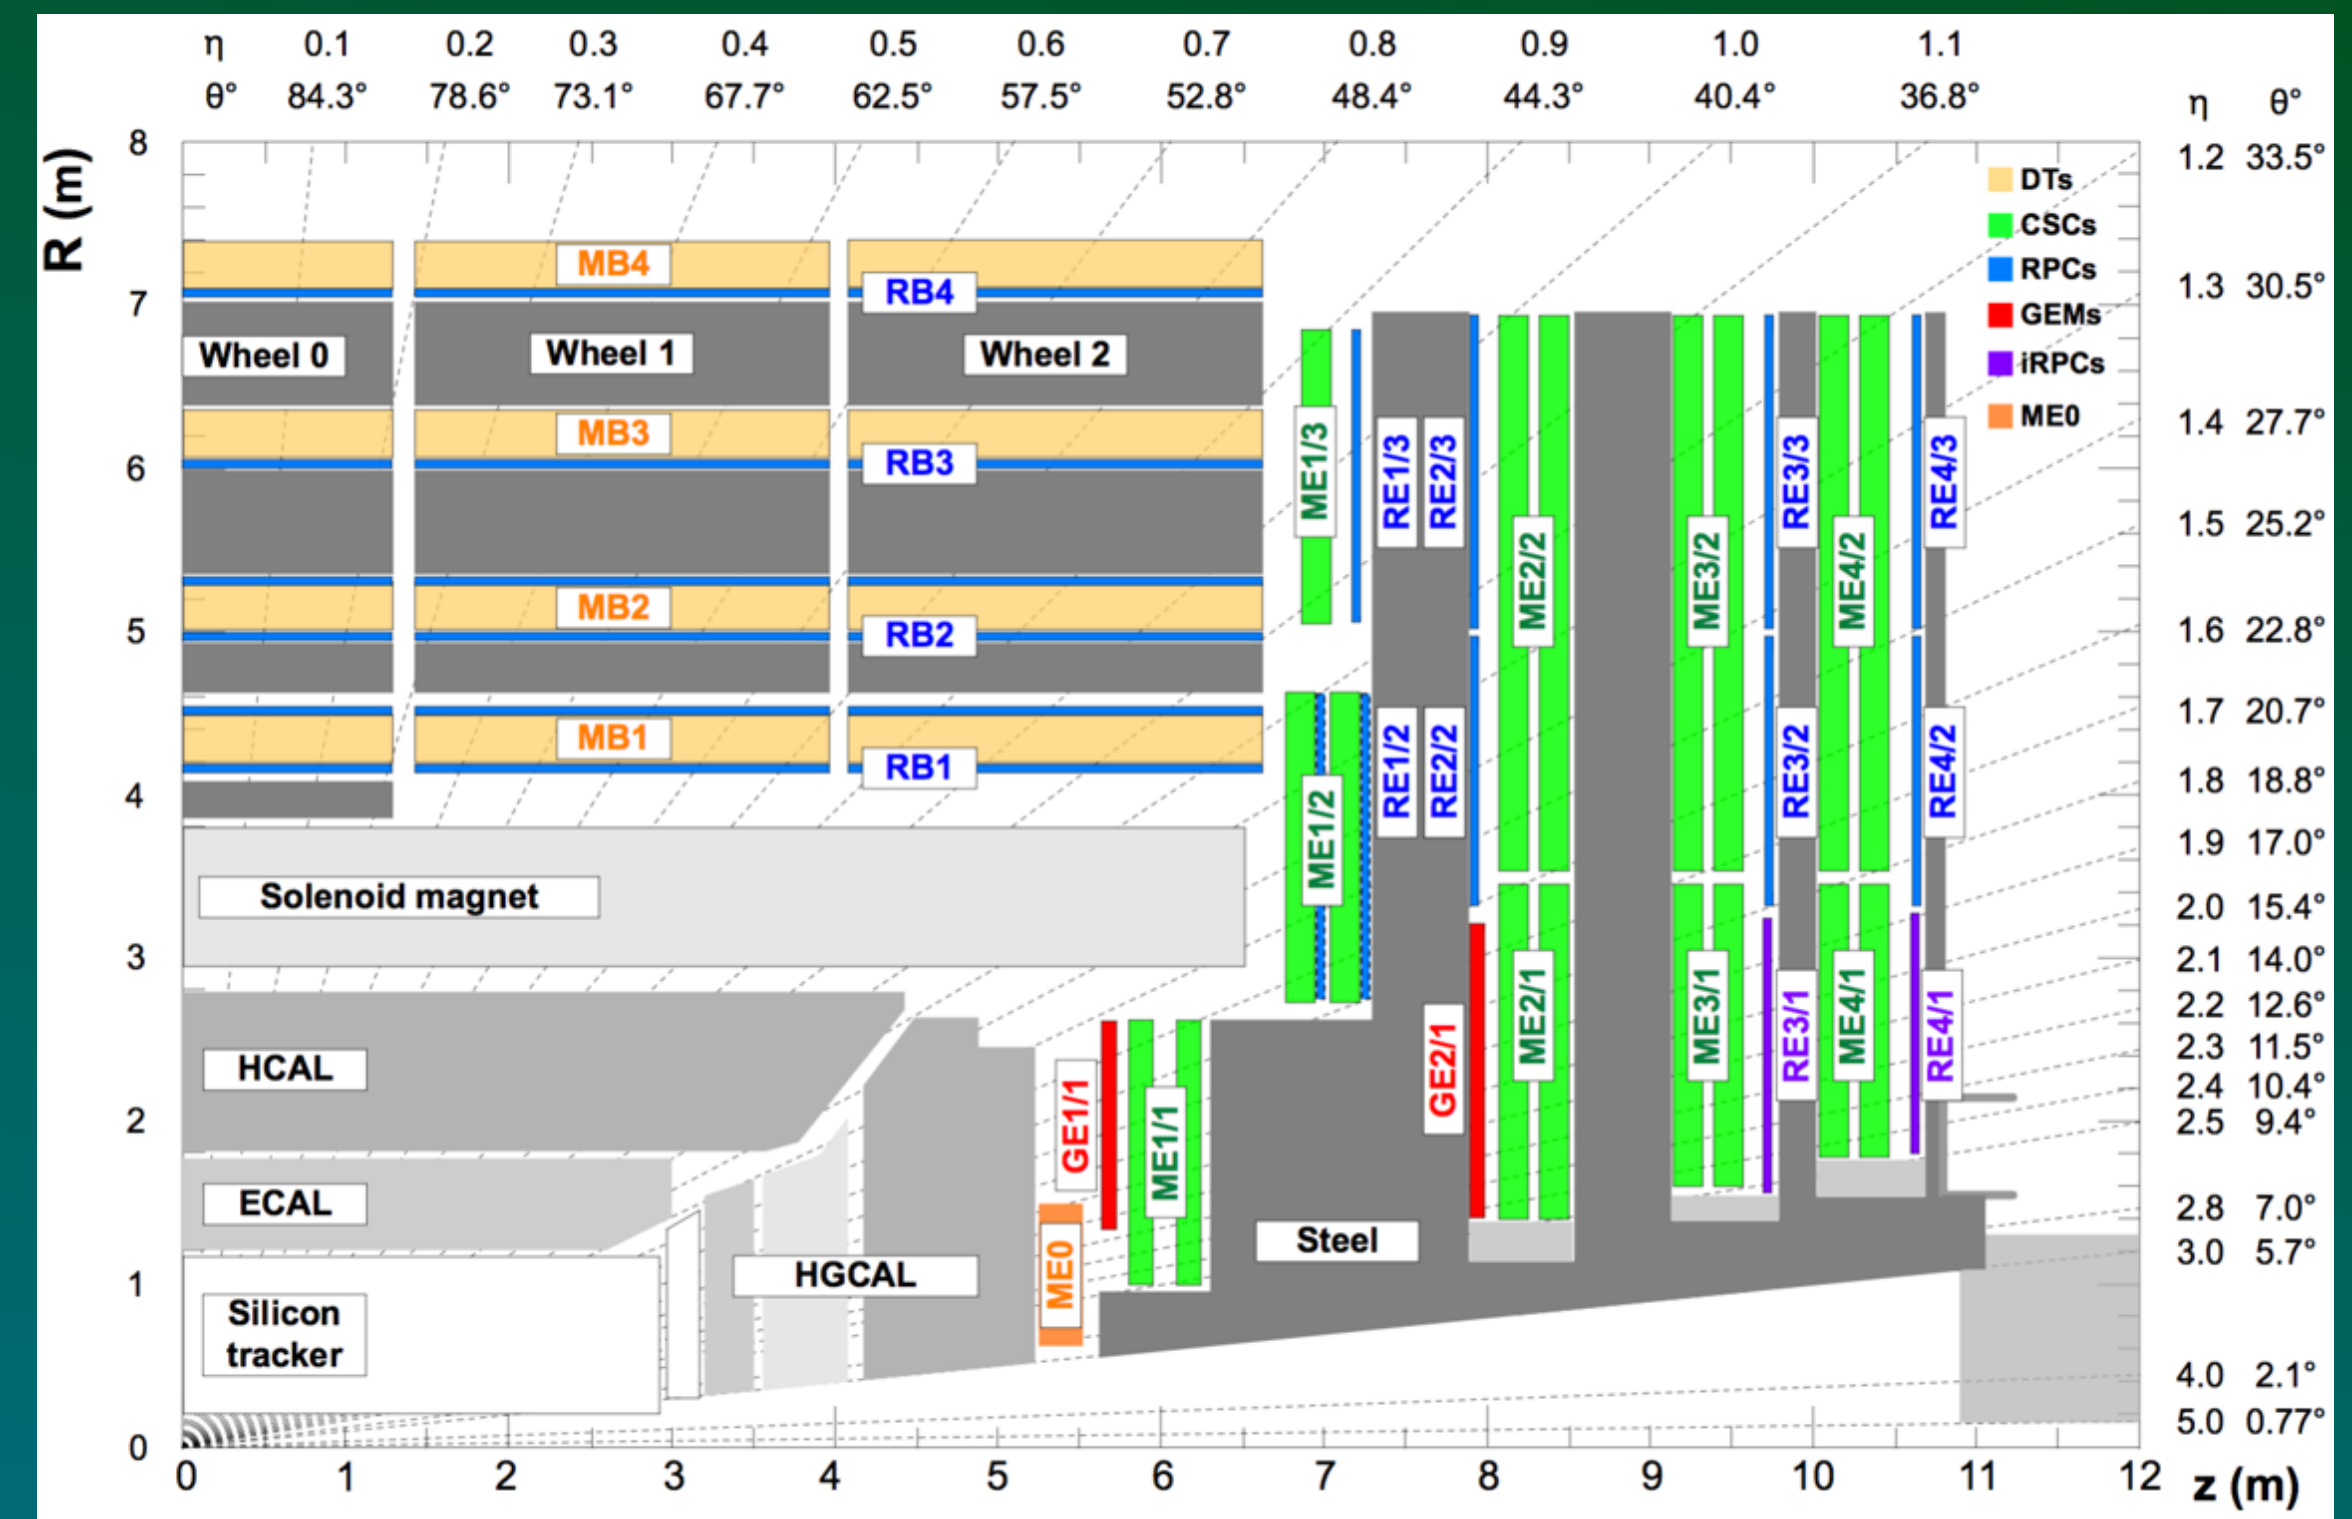 η 0.1 0.2 0.3 0.4 0.5 0.6 0.7 0.8 0.9 1.0 1.1
θ° 84.3° 78.6° 73.1° 67.7° 62.5° 57.5° 52.8° 48.4° 44.3° 40.4° 36.8°
η θ°
R (m)
8
7
6
5
4
3
2
1
0
1.2 33.5°
1.3 30.5°
1.4 27.7°
1.5 25.2°
1.6 22.8°
1.7 20.7°
1.8 18.8°
1.9 17.0°
2.0 15.4°
2.1 14.0°
2.2 12.6°
2.3 11.5°
2.4 10.4°
2.5 9.4°
2.8 7.0°
3.0 5.7°
4.0 2.1°
5.0 0.77°
DTs
CSCs
RPCs
GEMs
iRPCs
ME0
MB4
RB4
Wheel 0
Wheel 1
Wheel 2
MB3
RB3
MB2
RB2
MB1
RB1
ME1/3
RE1/3
RE2/3
ME2/2
ME3/2
RE3/3
ME4/2
RE4/3
ME1/2
RE1/2
RE2/2
RE3/2
RE4/2
Solenoid magnet
HCAL
ECAL
Silicon
tracker
HGCAL
ME0
GE1/1
ME1/1
Steel
GE2/1
ME2/1
ME3/1
RE3/1
ME4/1
RE4/1
0 1 2 3 4 5 6 7 8 9 10 11 12
z (m)